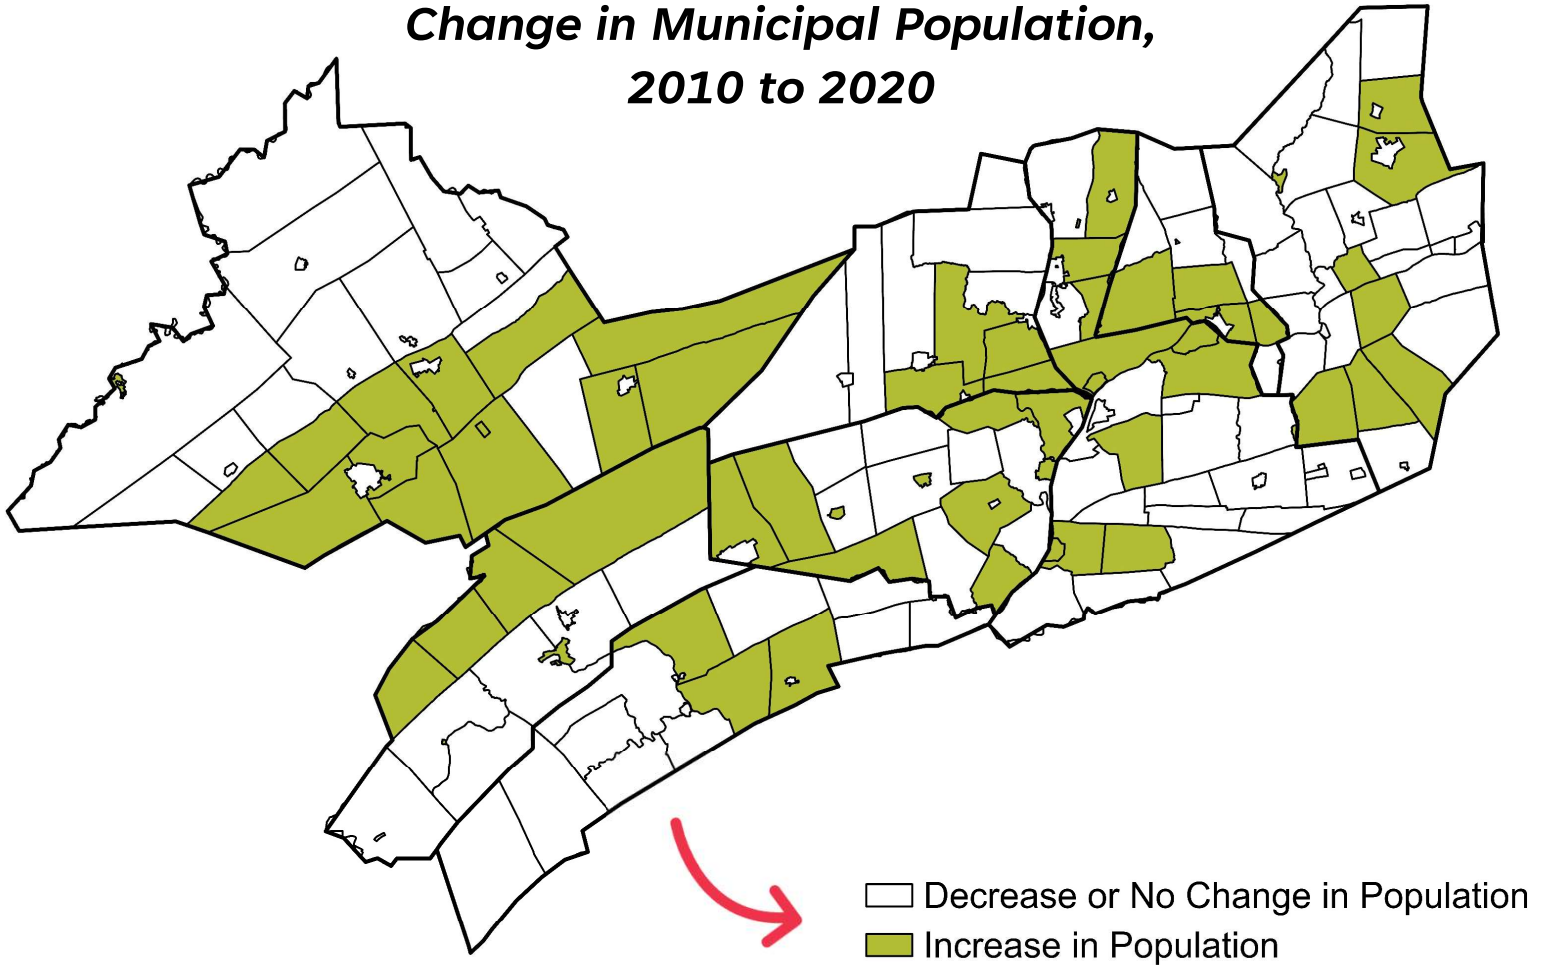 Change in Municipal Population,
2010 to 2020
Decrease or No Change in Population
Increase in Population